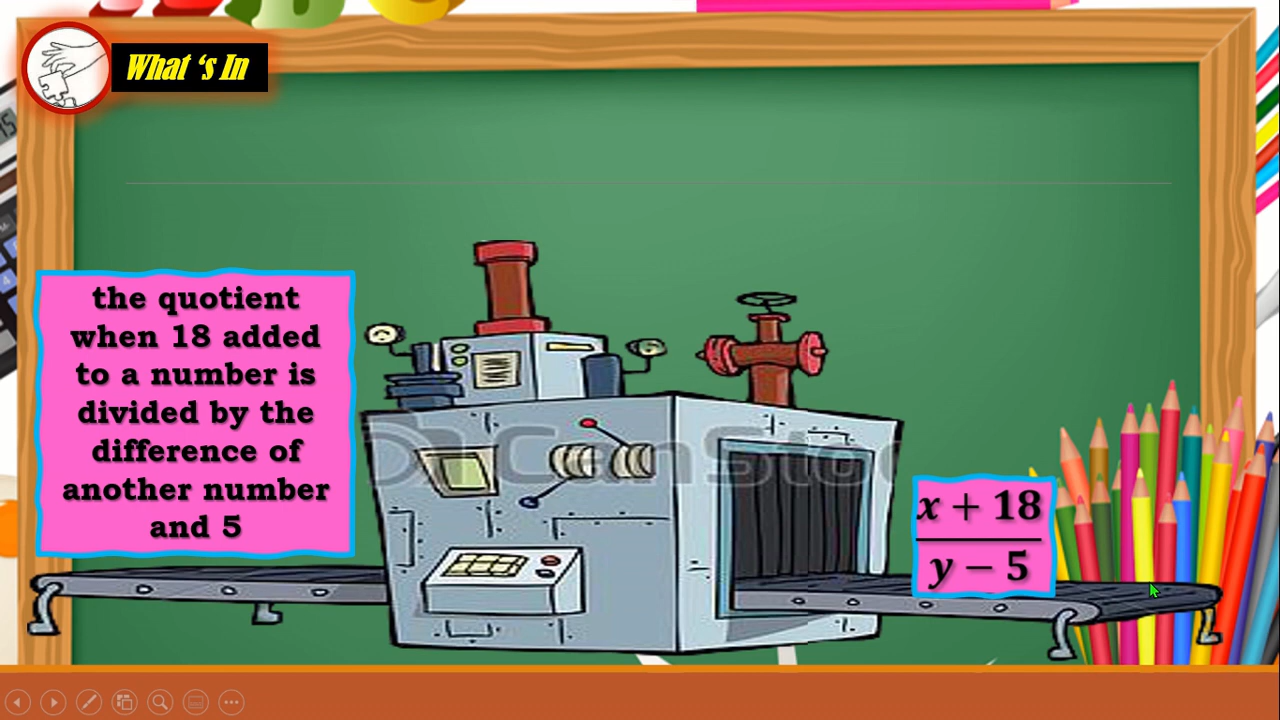 What 's In
the quotient
when 18 added
to a number is
divided by the
difference of
another number
and 5
x + 18
y − 5
CanStoc